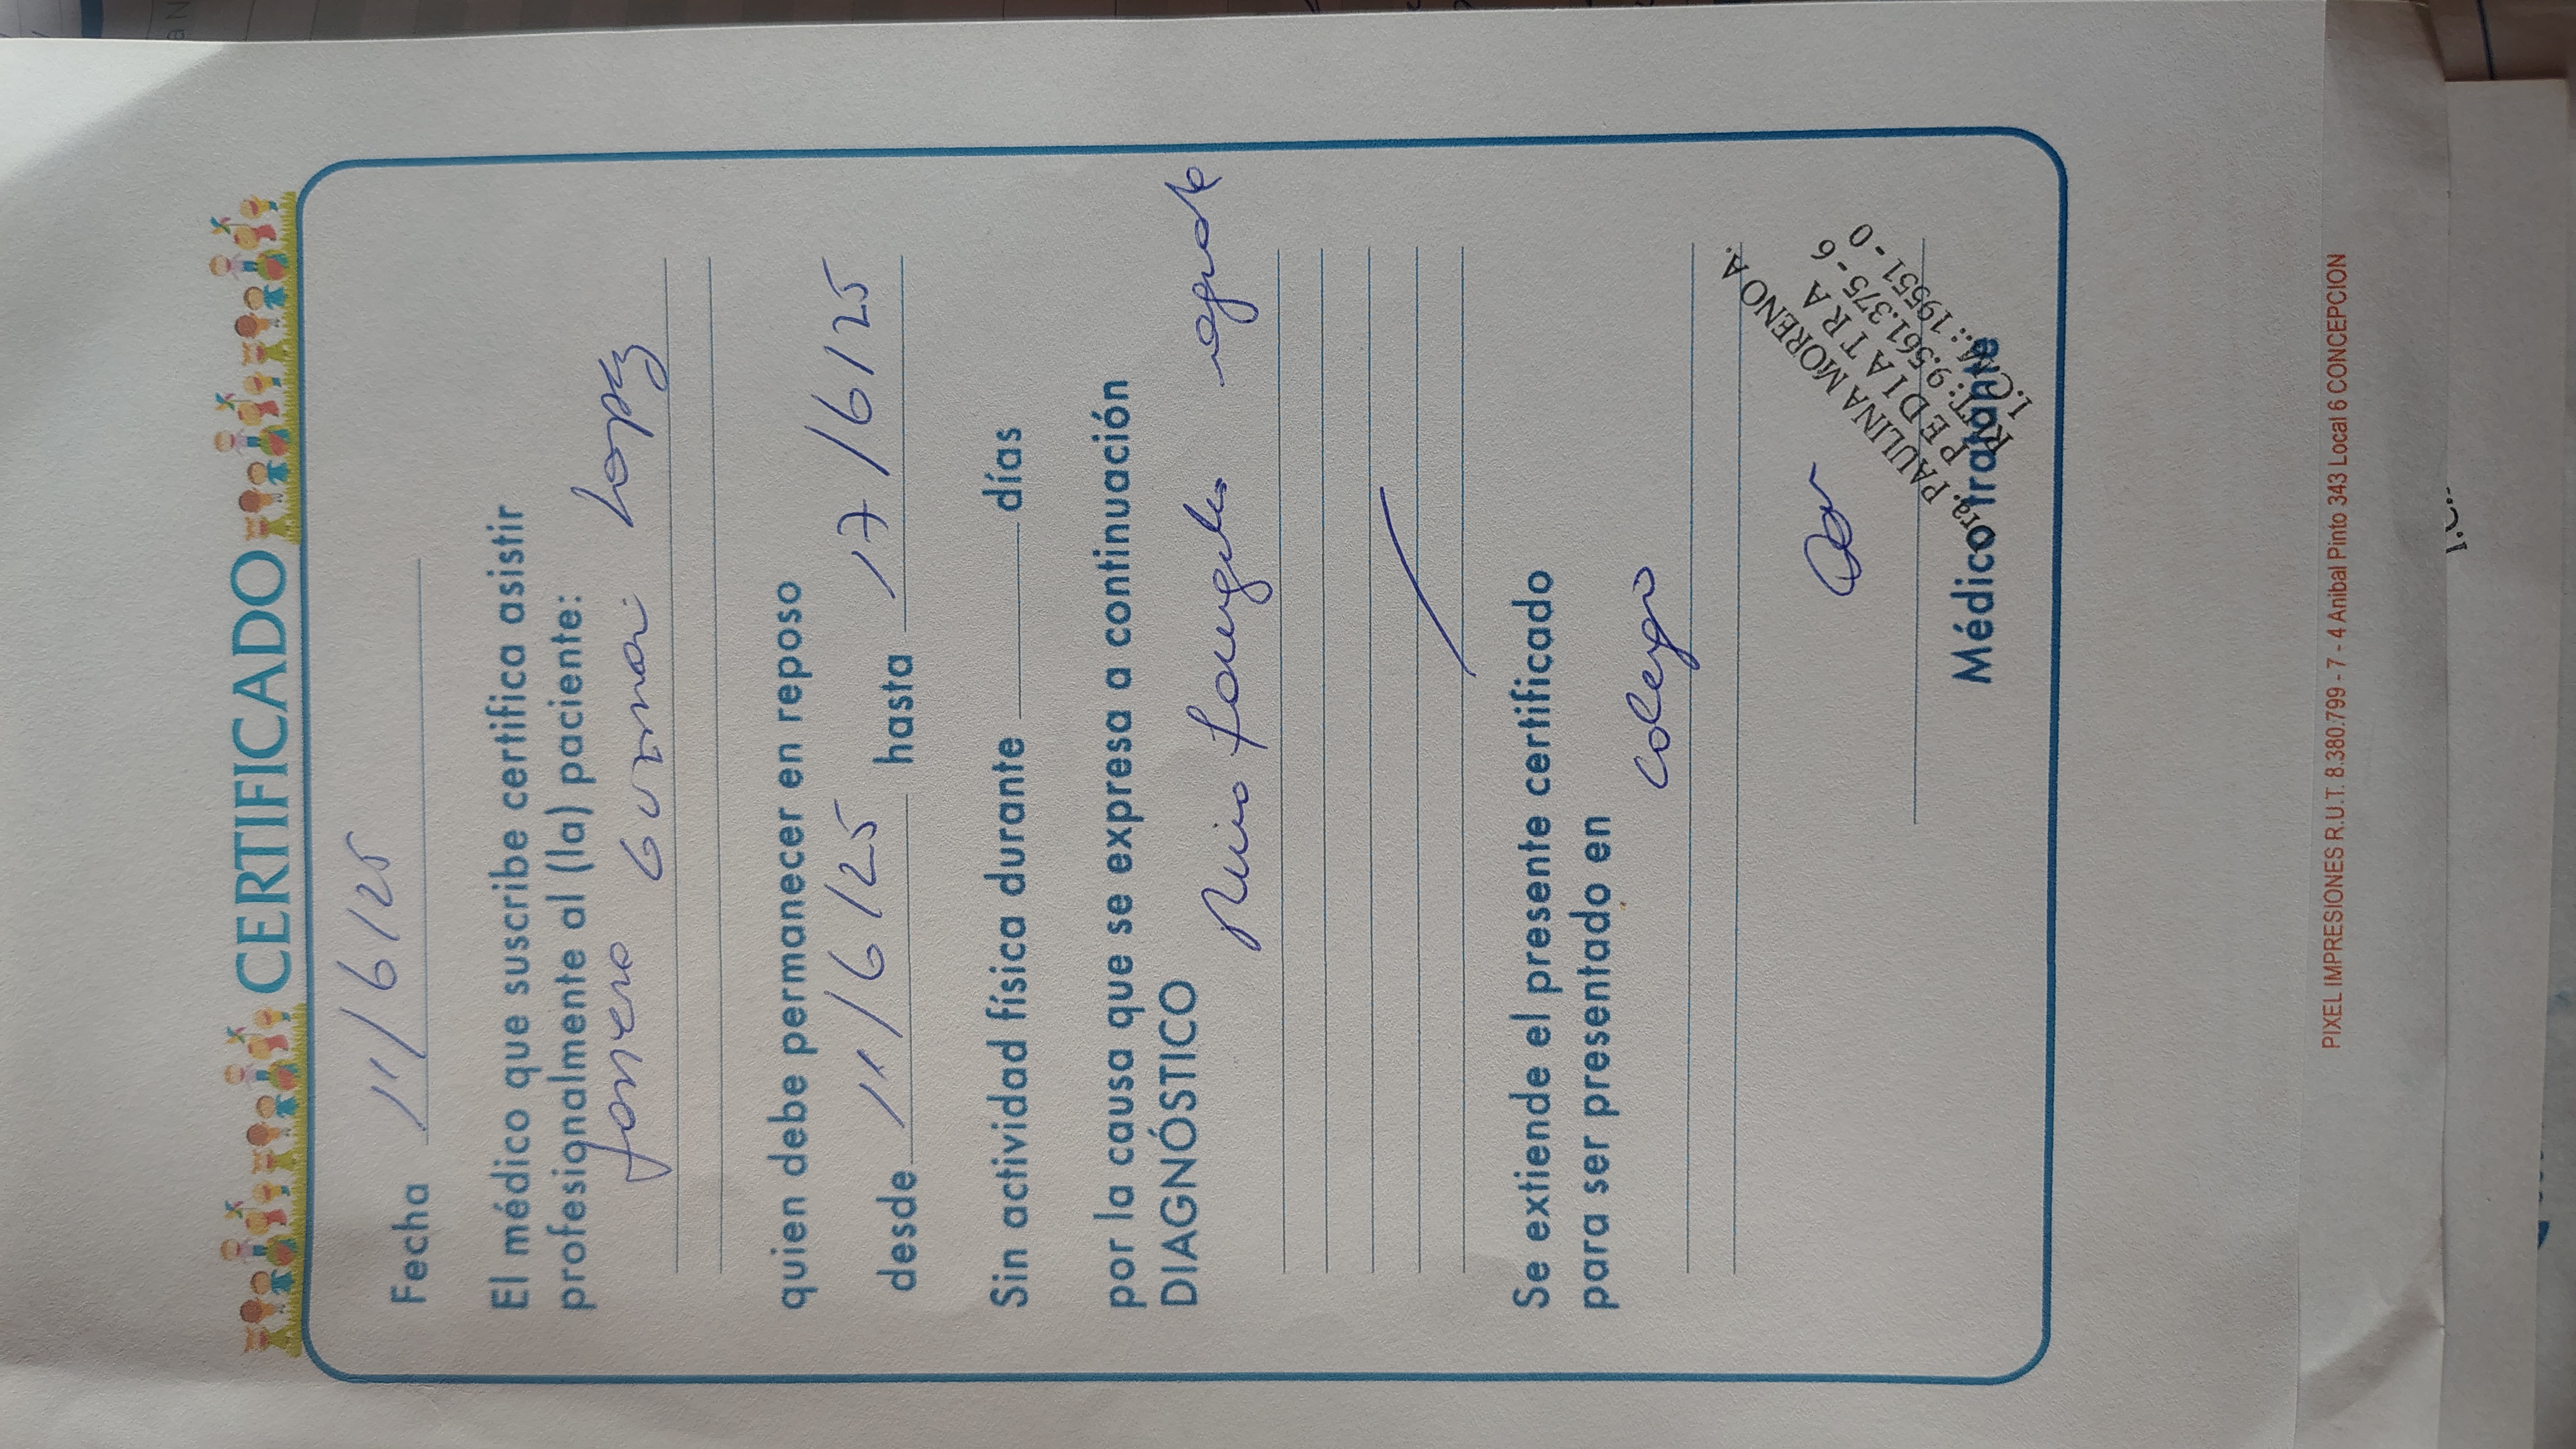 CERTIFICADO
Fecha 11/6/25
El médico que suscribe certifica asistir
profesionalmente al (la) paciente:
Lopez
quien debe permanecer en reposo
desde 11/6/25 hasta 17/6/25
Sin actividad física durante días
por la causa que se expresa a continuación
DIAGNÓSTICO
Rino faringitis aguda
Se extiende el presente certificado
para ser presentado en
colegio
Dra. PAULINA MORENO A.
PEDIATRA
RUT: 9.561.375 - 6
I.C.M.: 19551 - 0
Médico tratante
PIXEL IMPRESIONES R.U.T. 8.380.799 - 7 - 4 Anibal Pinto 343 Local 6 CONCEPCION